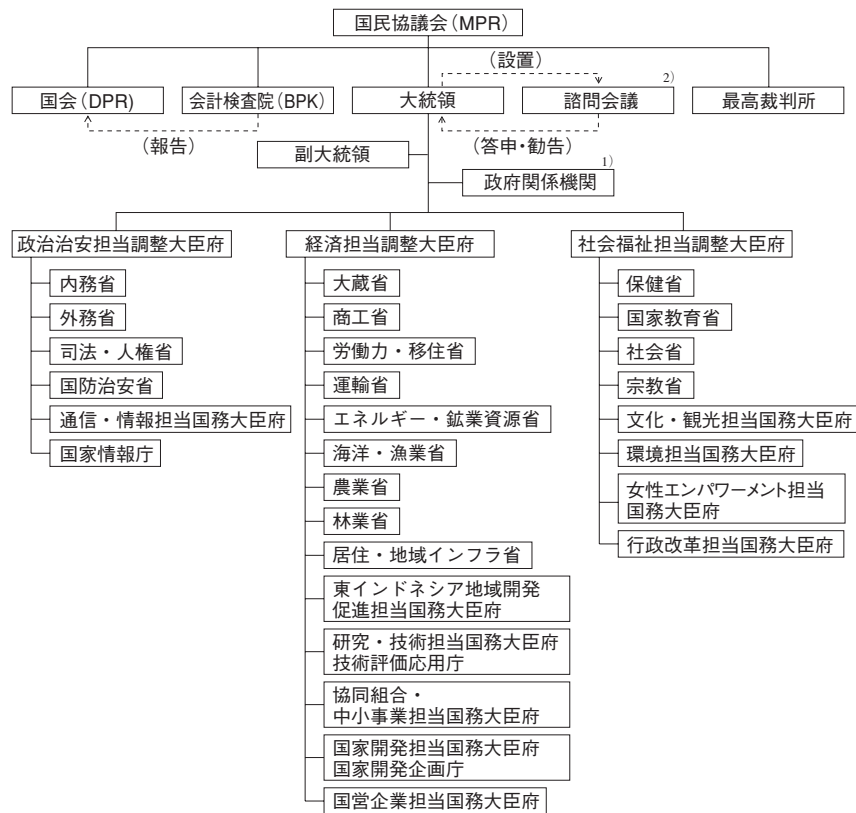 国民協議会(MPR)
(設置)
国会(DPR)
会計検査院(BPK)
大統領
諮問会議
2)
最高裁判所
(報告)
(答申・勧告)
副大統領
1)
政府関係機関
政治治安担当調整大臣府
内務省
外務省
司法・人権省
国防治安省
通信・情報担当国務大臣府
国家情報庁
経済担当調整大臣府
大蔵省
商工省
労働力・移住省
運輸省
エネルギー・鉱業資源省
海洋・漁業省
農業省
林業省
居住・地域インフラ省
東インドネシア地域開発
促進担当国務大臣府
研究・技術担当国務大臣府
技術評価応用庁
協同組合・
中小事業担当国務大臣府
国家開発担当国務大臣府
国家開発企画庁
国営企業担当国務大臣府
社会福祉担当調整大臣府
保健省
国家教育省
社会省
宗教省
文化・観光担当国務大臣府
環境担当国務大臣府
女性エンパワーメント担当
国務大臣府
行政改革担当国務大臣府